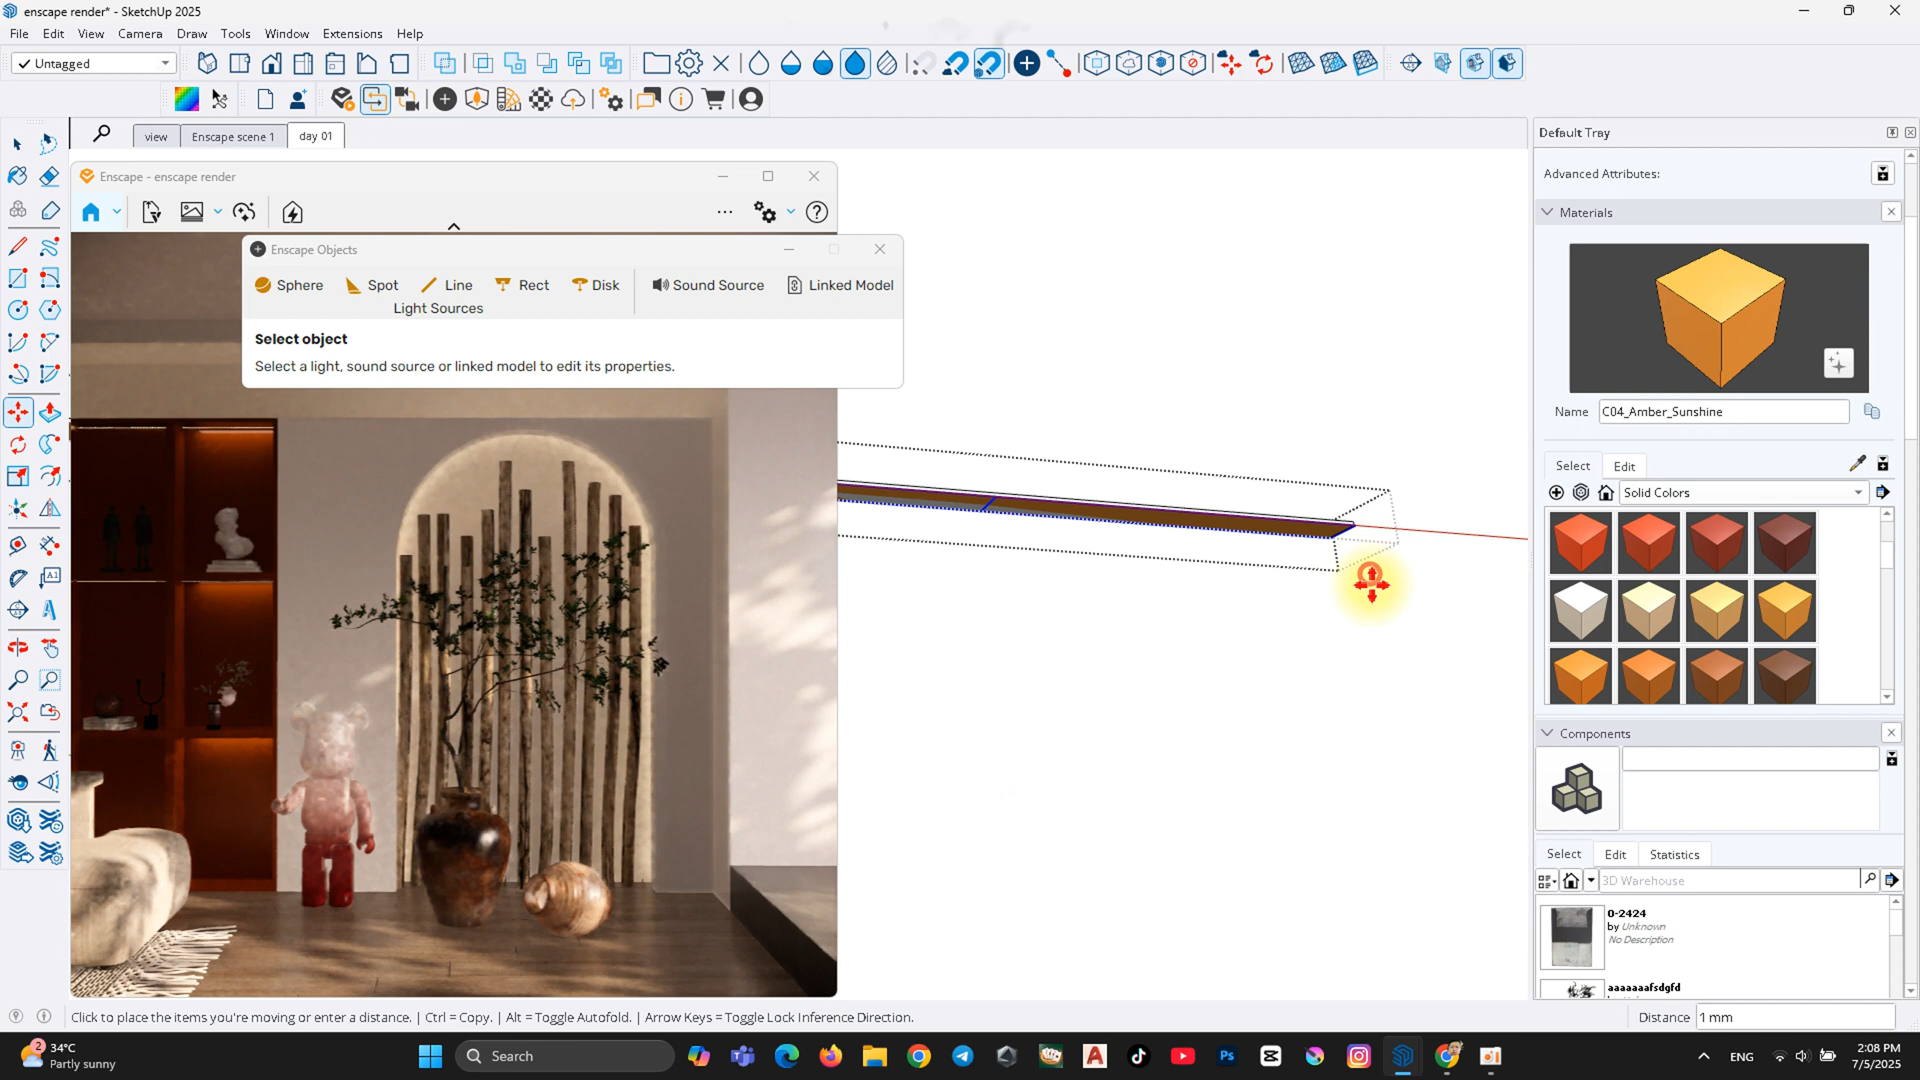 enscape render* - SketchUp 2025
File Edit View Camera Draw Tools Window Extensions Help
Untagged
view Enscape scene 1 day 01
Enscape - enscape render
Enscape Objects
Sphere Spot Line Rect Disk Sound Source Linked Model
Light Sources
Select object
Select a light, sound source or linked model to edit its properties.
Default Tray
Advanced Attributes:
Materials
Name C04_Amber_Sunshine
Select Edit
Solid Colors
Components
Select Edit Statistics
3D Warehouse
0-2424
by Unknown
No Description
aaaaaaafsdgfd
Click to place the items you're moving or enter a distance. | Ctrl = Copy. | Alt = Toggle Autofold. | Arrow Keys = Toggle Lock Inference Direction.
Distance 1 mm
2
34°C
Partly sunny
Search
Ps
ENG
2:08 PM
7/5/2025